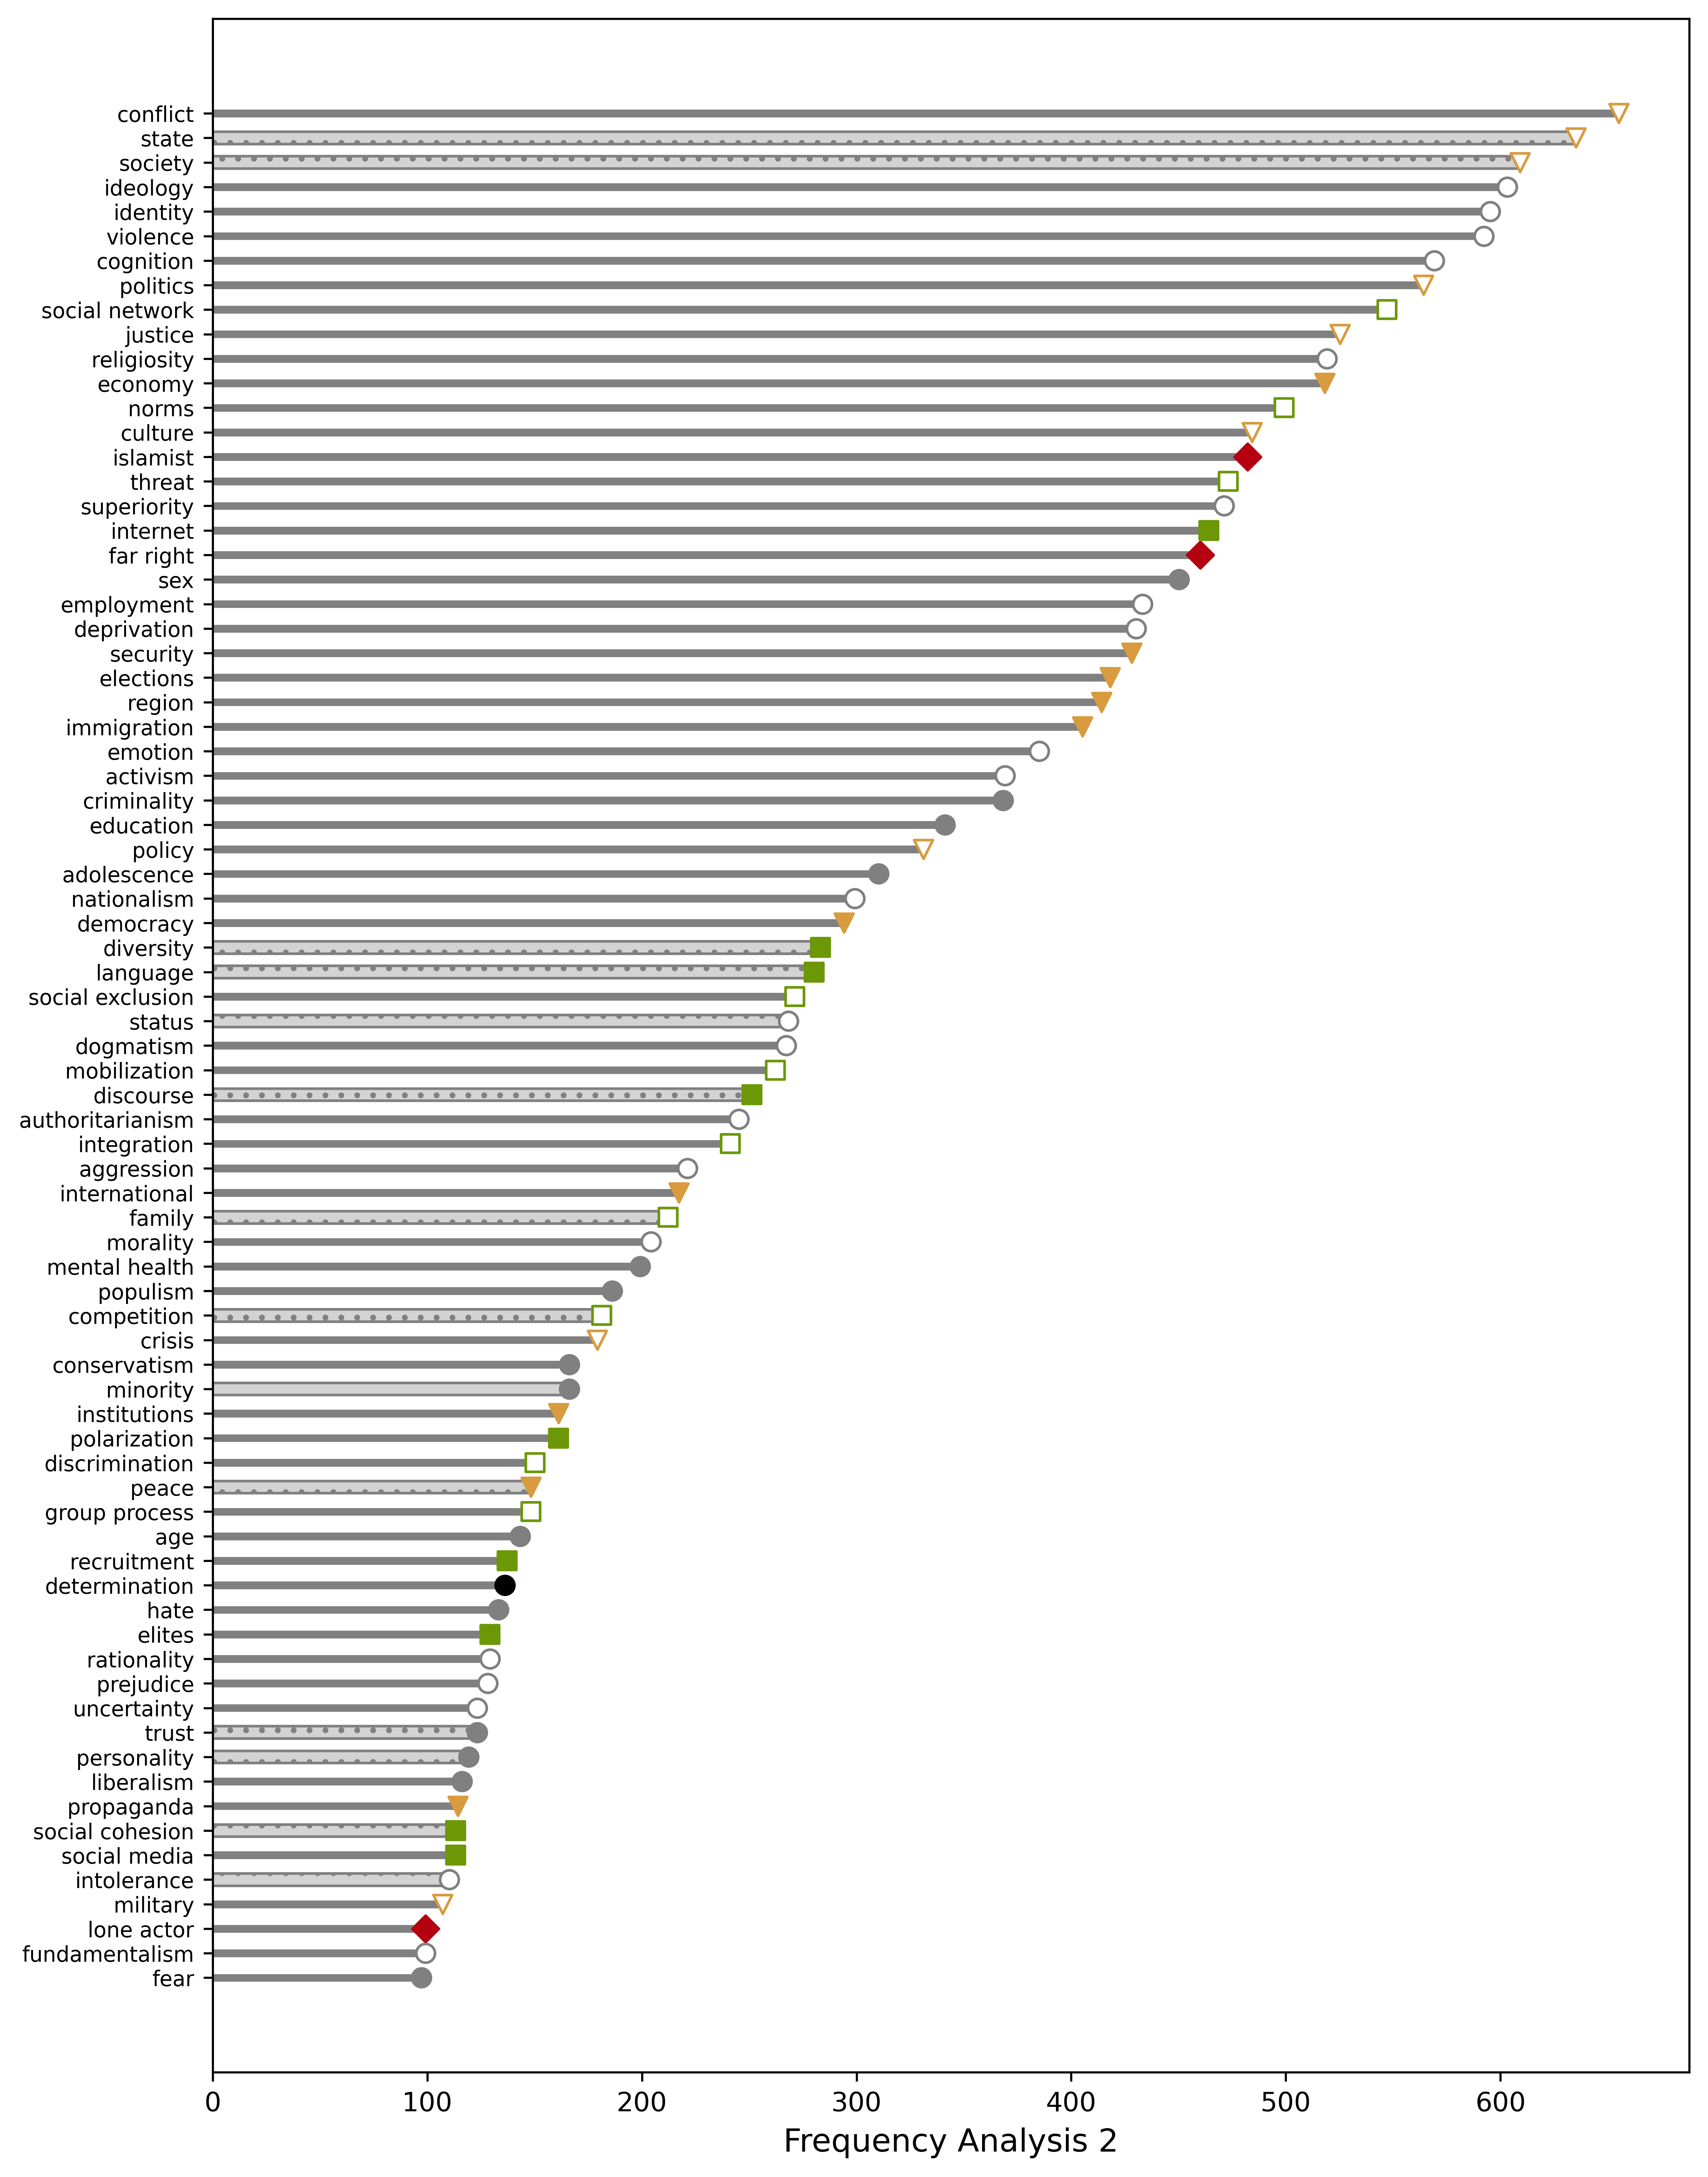 conflict
state
society
ideology
identity
violence
cognition
politics
social network
justice
religiosity
economy
norms
culture
islamist
threat
superiority
internet
far right
sex
employment
deprivation
security
elections
region
immigration
emotion
activism
criminality
education
policy
adolescence
nationalism
democracy
diversity
language
social exclusion
status
dogmatism
mobilization
discourse
authoritarianism
integration
aggression
international
family
morality
mental health
populism
competition
crisis
conservatism
minority
institutions
polarization
discrimination
peace
group process
age
recruitment
determination
hate
elites
rationality
prejudice
uncertainty
trust
personality
liberalism
propaganda
social cohesion
social media
intolerance
military
lone actor
fundamentalism
fear
0 100 200 300 400 500 600
Frequency Analysis 2